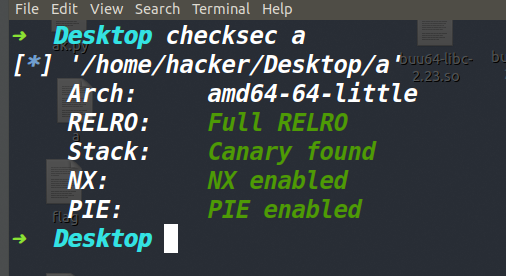 File Edit View Search Terminal Help
➜ Desktop checksec a
[*] '/home/hacker/Desktop/a'
Arch: amd64-64-little
RELRO: Full RELRO
Stack: Canary found
NX: NX enabled
PIE: PIE enabled
➜ Desktop
ak.py
a
flag
buu64-libc-
2.23.so
bu